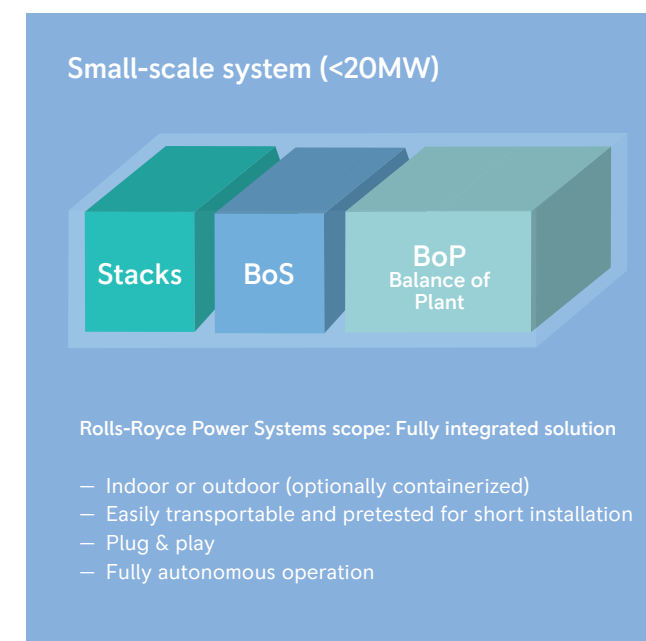 Small-scale system (<20MW)
Stacks
BoS
BoP
Balance of
Plant
Rolls-Royce Power Systems scope: Fully integrated solution
— Indoor or outdoor (optionally containerized)
— Easily transportable and pretested for short installation
— Plug & play
— Fully autonomous operation